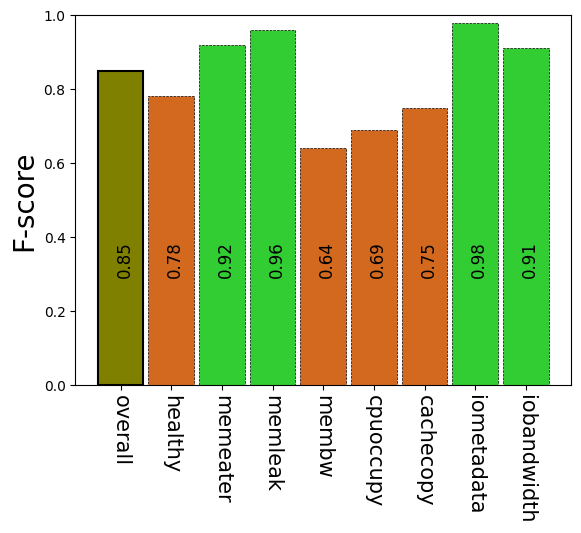 F-score
1.0
0.8
0.6
0.4
0.2
0.0
0.85
0.78
0.92
0.96
0.64
0.69
0.75
0.98
0.91
overall
healthy
memeater
memleak
membw
cpuoccupy
cachecopy
iometadata
iobandwidth